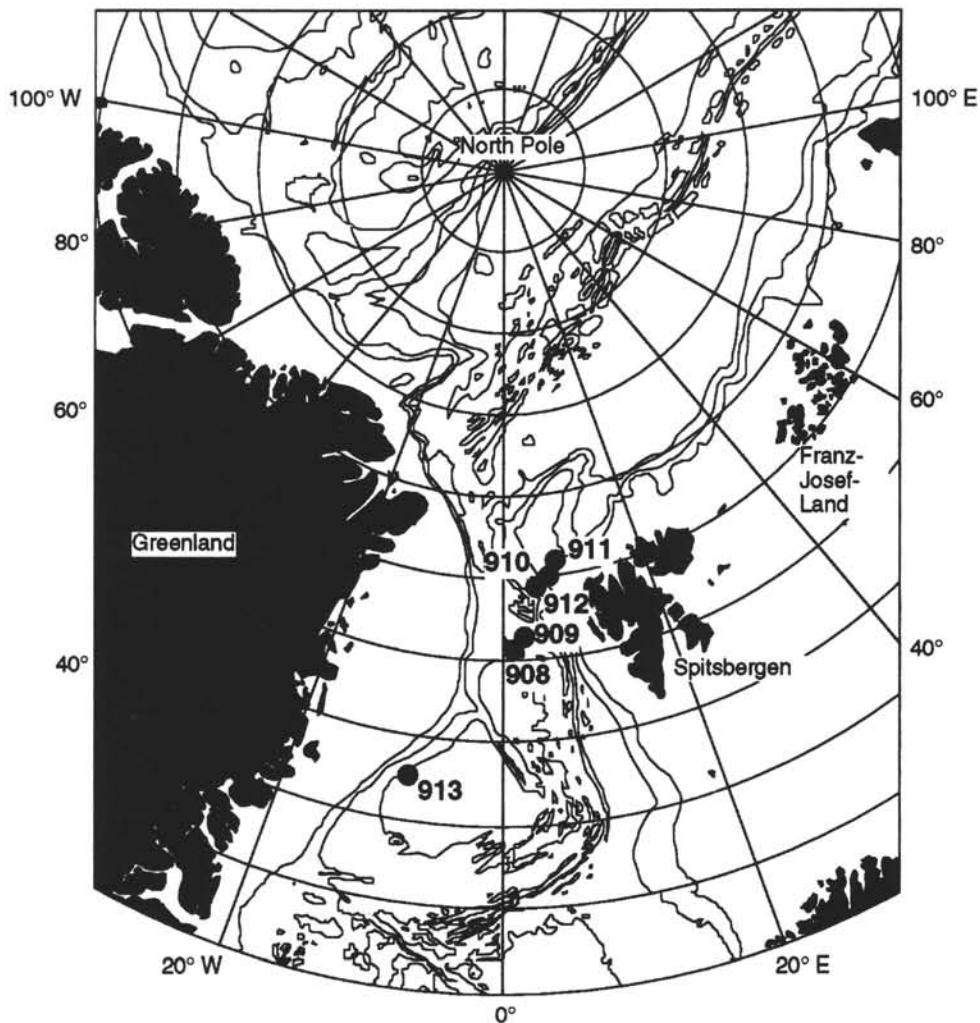 100° W
100° E
North Pole
80°
80°
60°
60°
Franz-
Josef-
Land
Greenland
910
911
912
909
40°
Spitsbergen
40°
908
913
20° W
20° E
0°